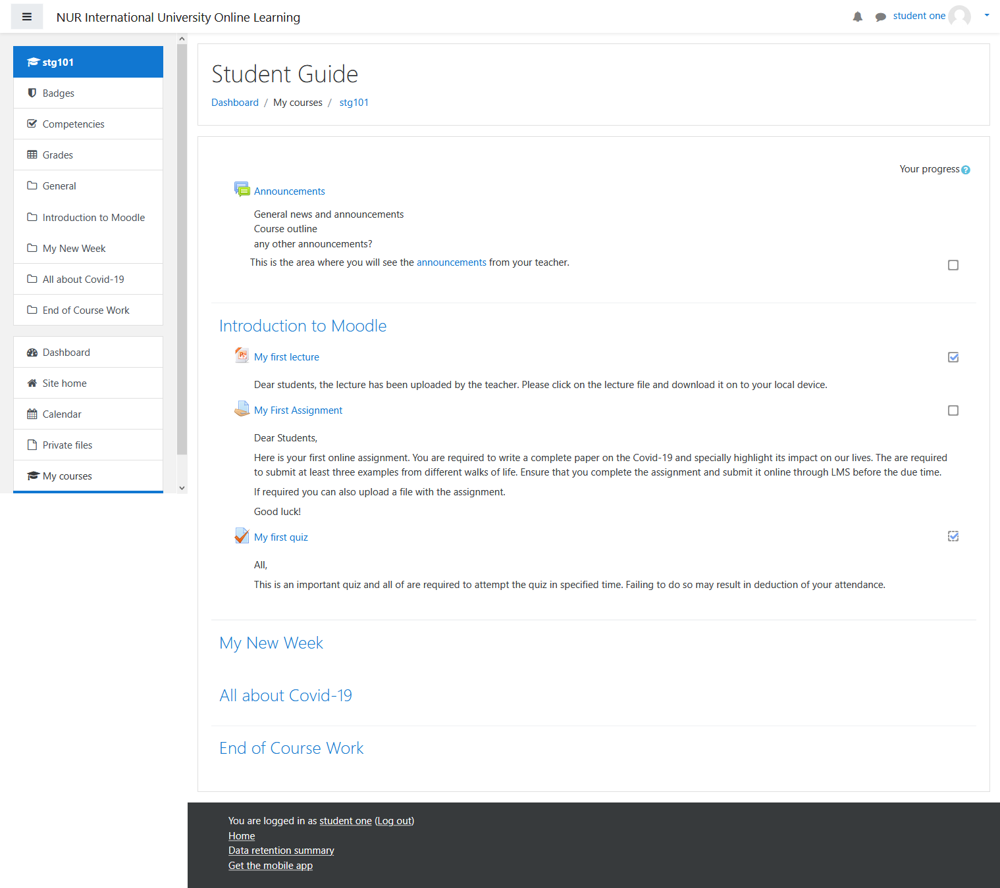 NUR International University Online Learning
student one
stg101
Badges
Competencies
Grades
General
Introduction to Moodle
My New Week
All about Covid-19
End of Course Work
Dashboard
Site home
Calendar
Private files
My courses
Student Guide
Dashboard / My courses / stg101
Your progress
Announcements
General news and announcements
Course outline
any other announcements?
This is the area where you will see the announcements from your teacher.
Introduction to Moodle
My first lecture
Dear students, the lecture has been uploaded by the teacher. Please click on the lecture file and download it on to your local device.
My First Assignment
Dear Students,
Here is your first online assignment. You are required to write a complete paper on the Covid-19 and specially highlight its impact on our lives. The are required
to submit at least three examples from different walks of life. Ensure that you complete the assignment and submit it online through LMS before the due time.
If required you can also upload a file with the assignment.
Good luck!
My first quiz
All,
This is an important quiz and all of are required to attempt the quiz in specified time. Failing to do so may result in deduction of your attendance.
My New Week
All about Covid-19
End of Course Work
You are logged in as student one (Log out)
Home
Data retention summary
Get the mobile app